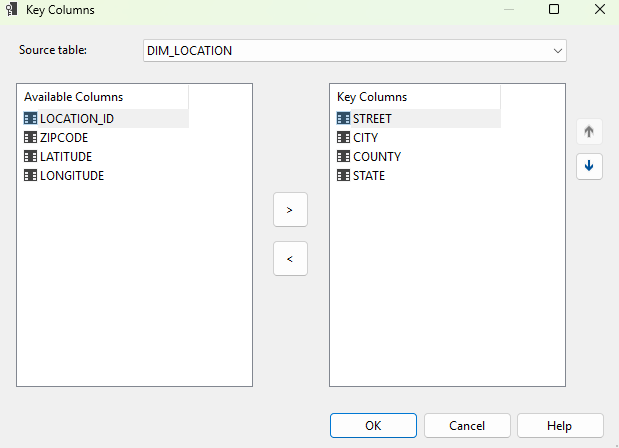 Key Columns
Source table:
DIM_LOCATION
Available Columns
LOCATION_ID
ZIPCODE
LATITUDE
LONGITUDE
>
<
Key Columns
STREET
CITY
COUNTY
STATE
OK
Cancel
Help